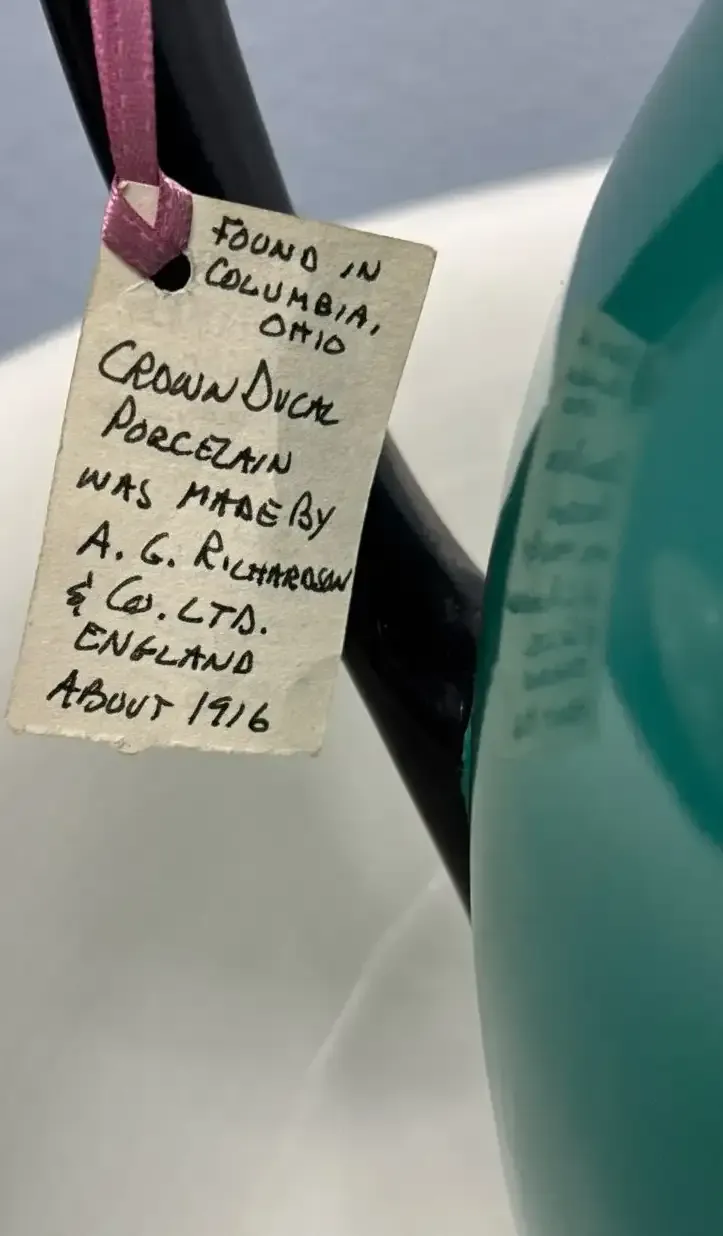 FOUND IN
COLUMBIA,
OHIO
CROWN DUCAL
PORCELAIN
WAS MADE BY
A. G. RICHARDSON
& CO. LTD.
ENGLAND
ABOUT 1916